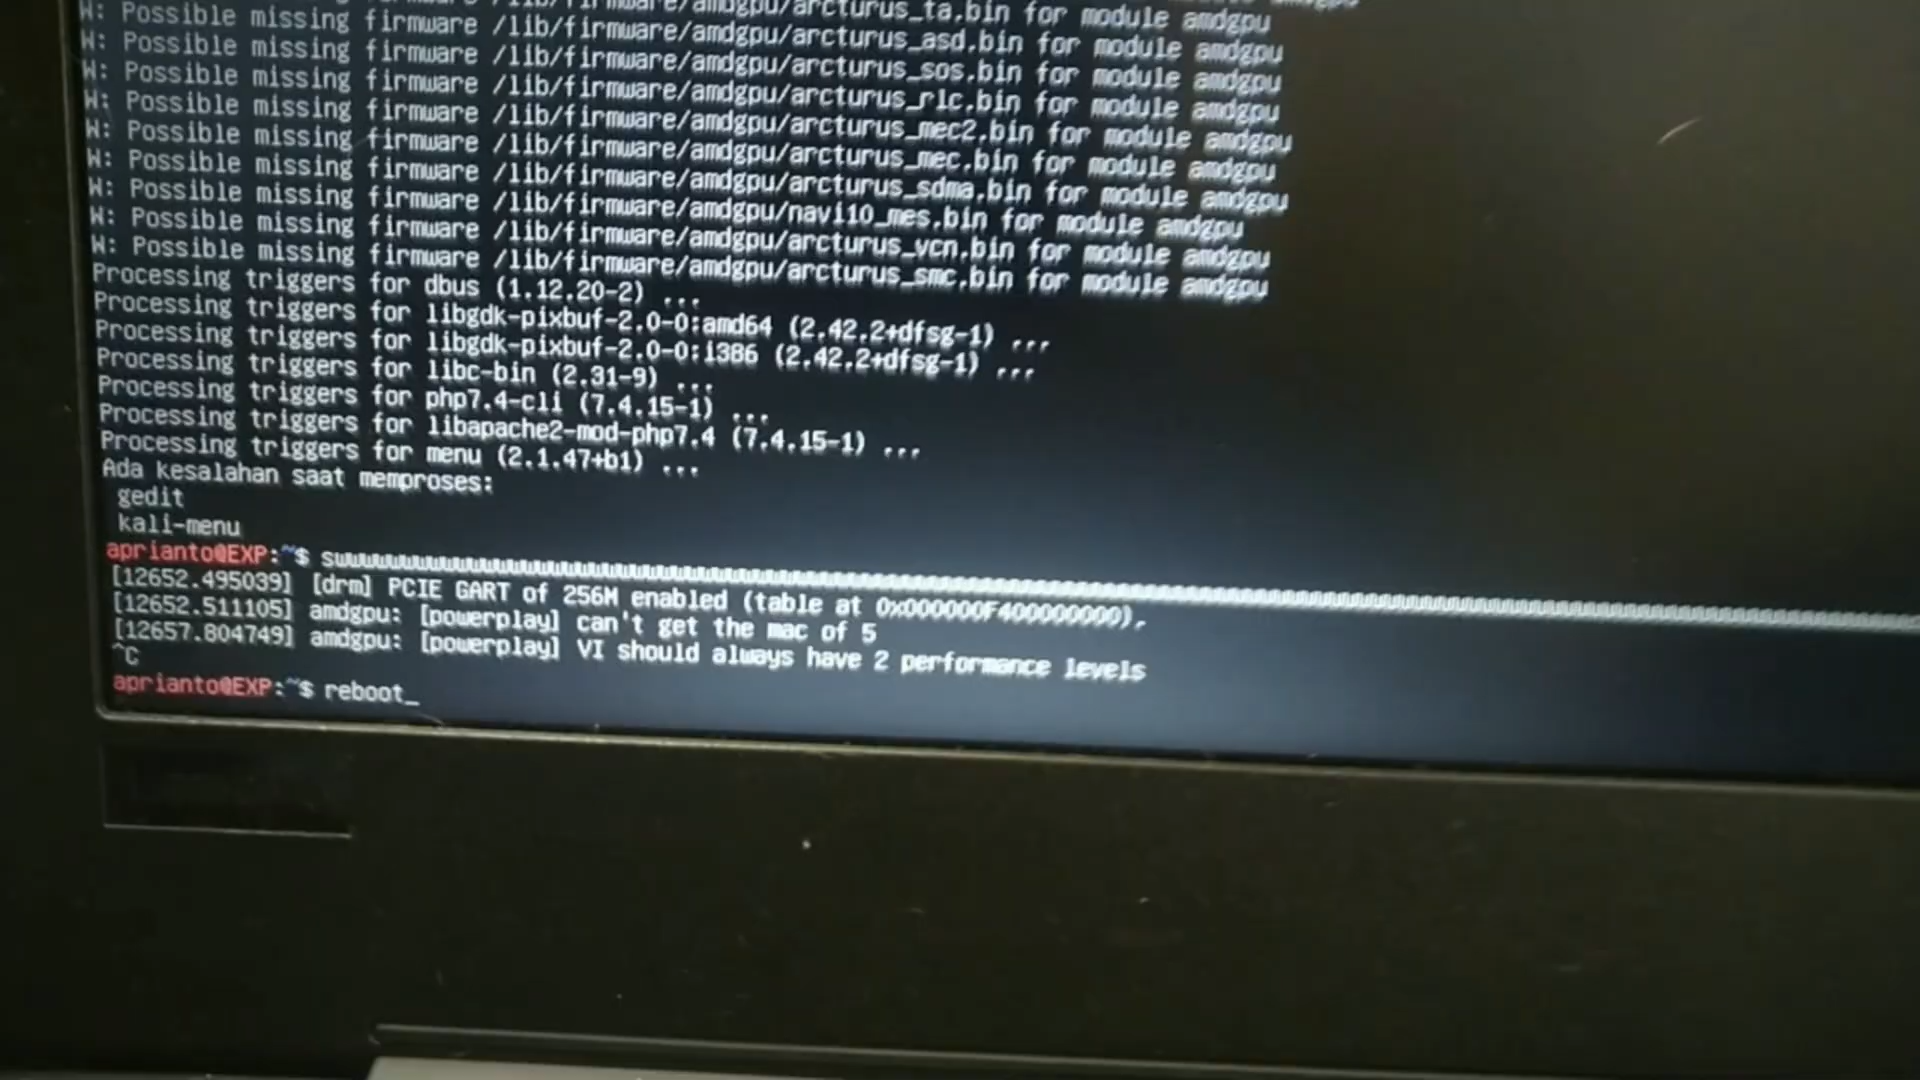 W: Possible missing firmware /lib/firmware/amdgpu/arcturus_ta.bin for module amdgpu
W: Possible missing firmware /lib/firmware/amdgpu/arcturus_asd.bin for module amdgpu
W: Possible missing firmware /lib/firmware/amdgpu/arcturus_sos.bin for module amdgpu
W: Possible missing firmware /lib/firmware/amdgpu/arcturus_rlc.bin for module amdgpu
W: Possible missing firmware /lib/firmware/amdgpu/arcturus_mec2.bin for module amdgpu
W: Possible missing firmware /lib/firmware/amdgpu/arcturus_mec.bin for module amdgpu
W: Possible missing firmware /lib/firmware/amdgpu/arcturus_sdma.bin for module amdgpu
W: Possible missing firmware /lib/firmware/amdgpu/navi10_mes.bin for module amdgpu
W: Possible missing firmware /lib/firmware/amdgpu/arcturus_vcn.bin for module amdgpu
W: Possible missing firmware /lib/firmware/amdgpu/arcturus_smc.bin for module amdgpu
Processing triggers for dbus (1.12.20-2) ...
Processing triggers for libgdk-pixbuf-2.0-0:amd64 (2.42.2+dfsg-1) ...
Processing triggers for libgdk-pixbuf-2.0-0:i386 (2.42.2+dfsg-1) ...
Processing triggers for libc-bin (2.31-9) ...
Processing triggers for php7.4-cli (7.4.15-1) ...
Processing triggers for libapache2-mod-php7.4 (7.4.15-1) ...
Processing triggers for menu (2.1.47+b1) ...
Ada kesalahan saat memproses:
gedit
kali-menu
aprianto@EXP:~$
[12652.495039] [drm] PCIE GART of 256M enabled (table at 0x000000F400000000).
[12652.511105] amdgpu: [powerplay] can't get the mac of 5
[12657.804749] amdgpu: [powerplay] VI should always have 2 performance levels
^C
aprianto@EXP:~$ reboot_